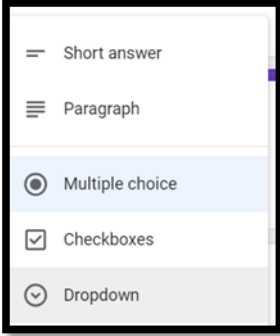 Short answer
Paragraph
Multiple choice
Checkboxes
Dropdown